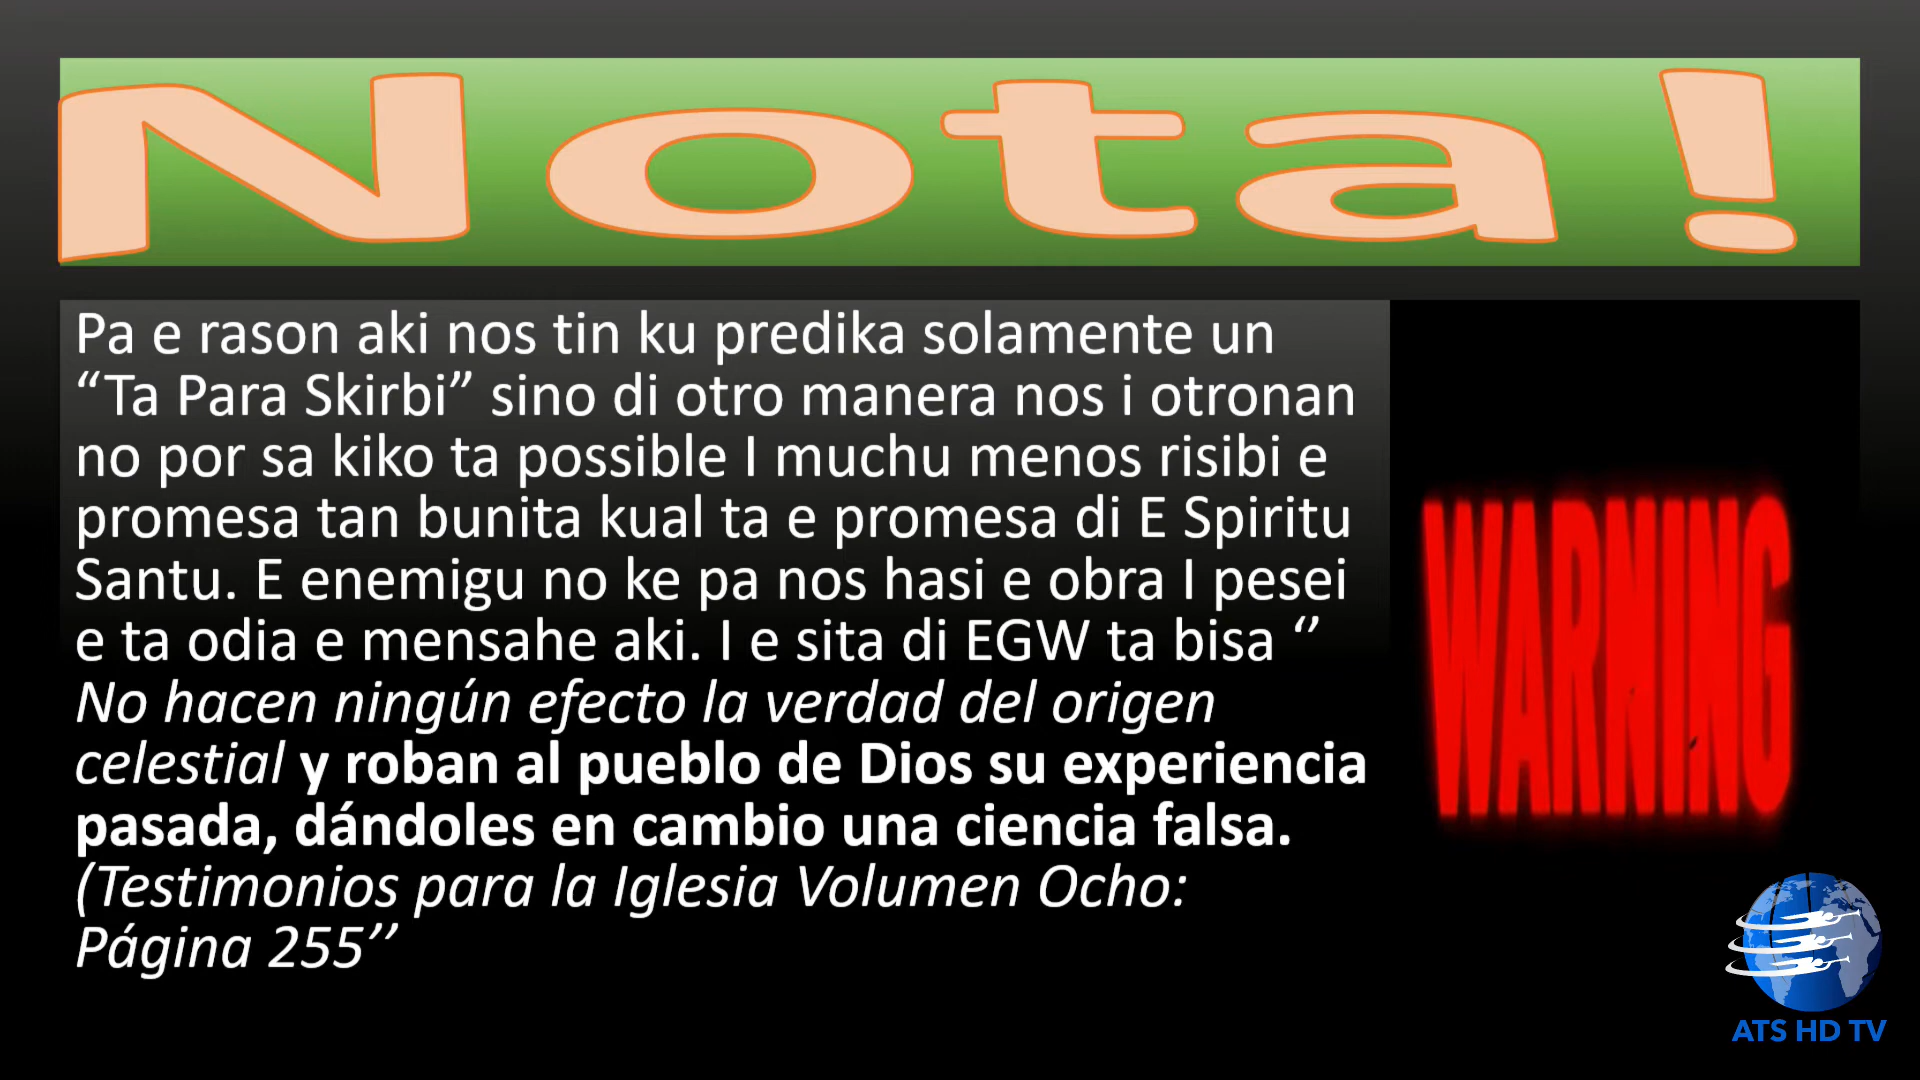 Nota!
Pa e rason aki nos tin ku predika solamente un
“Ta Para Skirbi” sino di otro manera nos i otronan
no por sa kiko ta possible I muchu menos risibi e
promesa tan bunita kual ta e promesa di E Spiritu
Santu. E enemigu no ke pa nos hasi e obra I pesei
e ta odia e mensahe aki. I e sita di EGW ta bisa ‘’
No hacen ningún efecto la verdad del origen
celestial y roban al pueblo de Dios su experiencia
pasada, dándoles en cambio una ciencia falsa.
(Testimonios para la Iglesia Volumen Ocho:
Página 255’’
WARNING
ATS HD TV